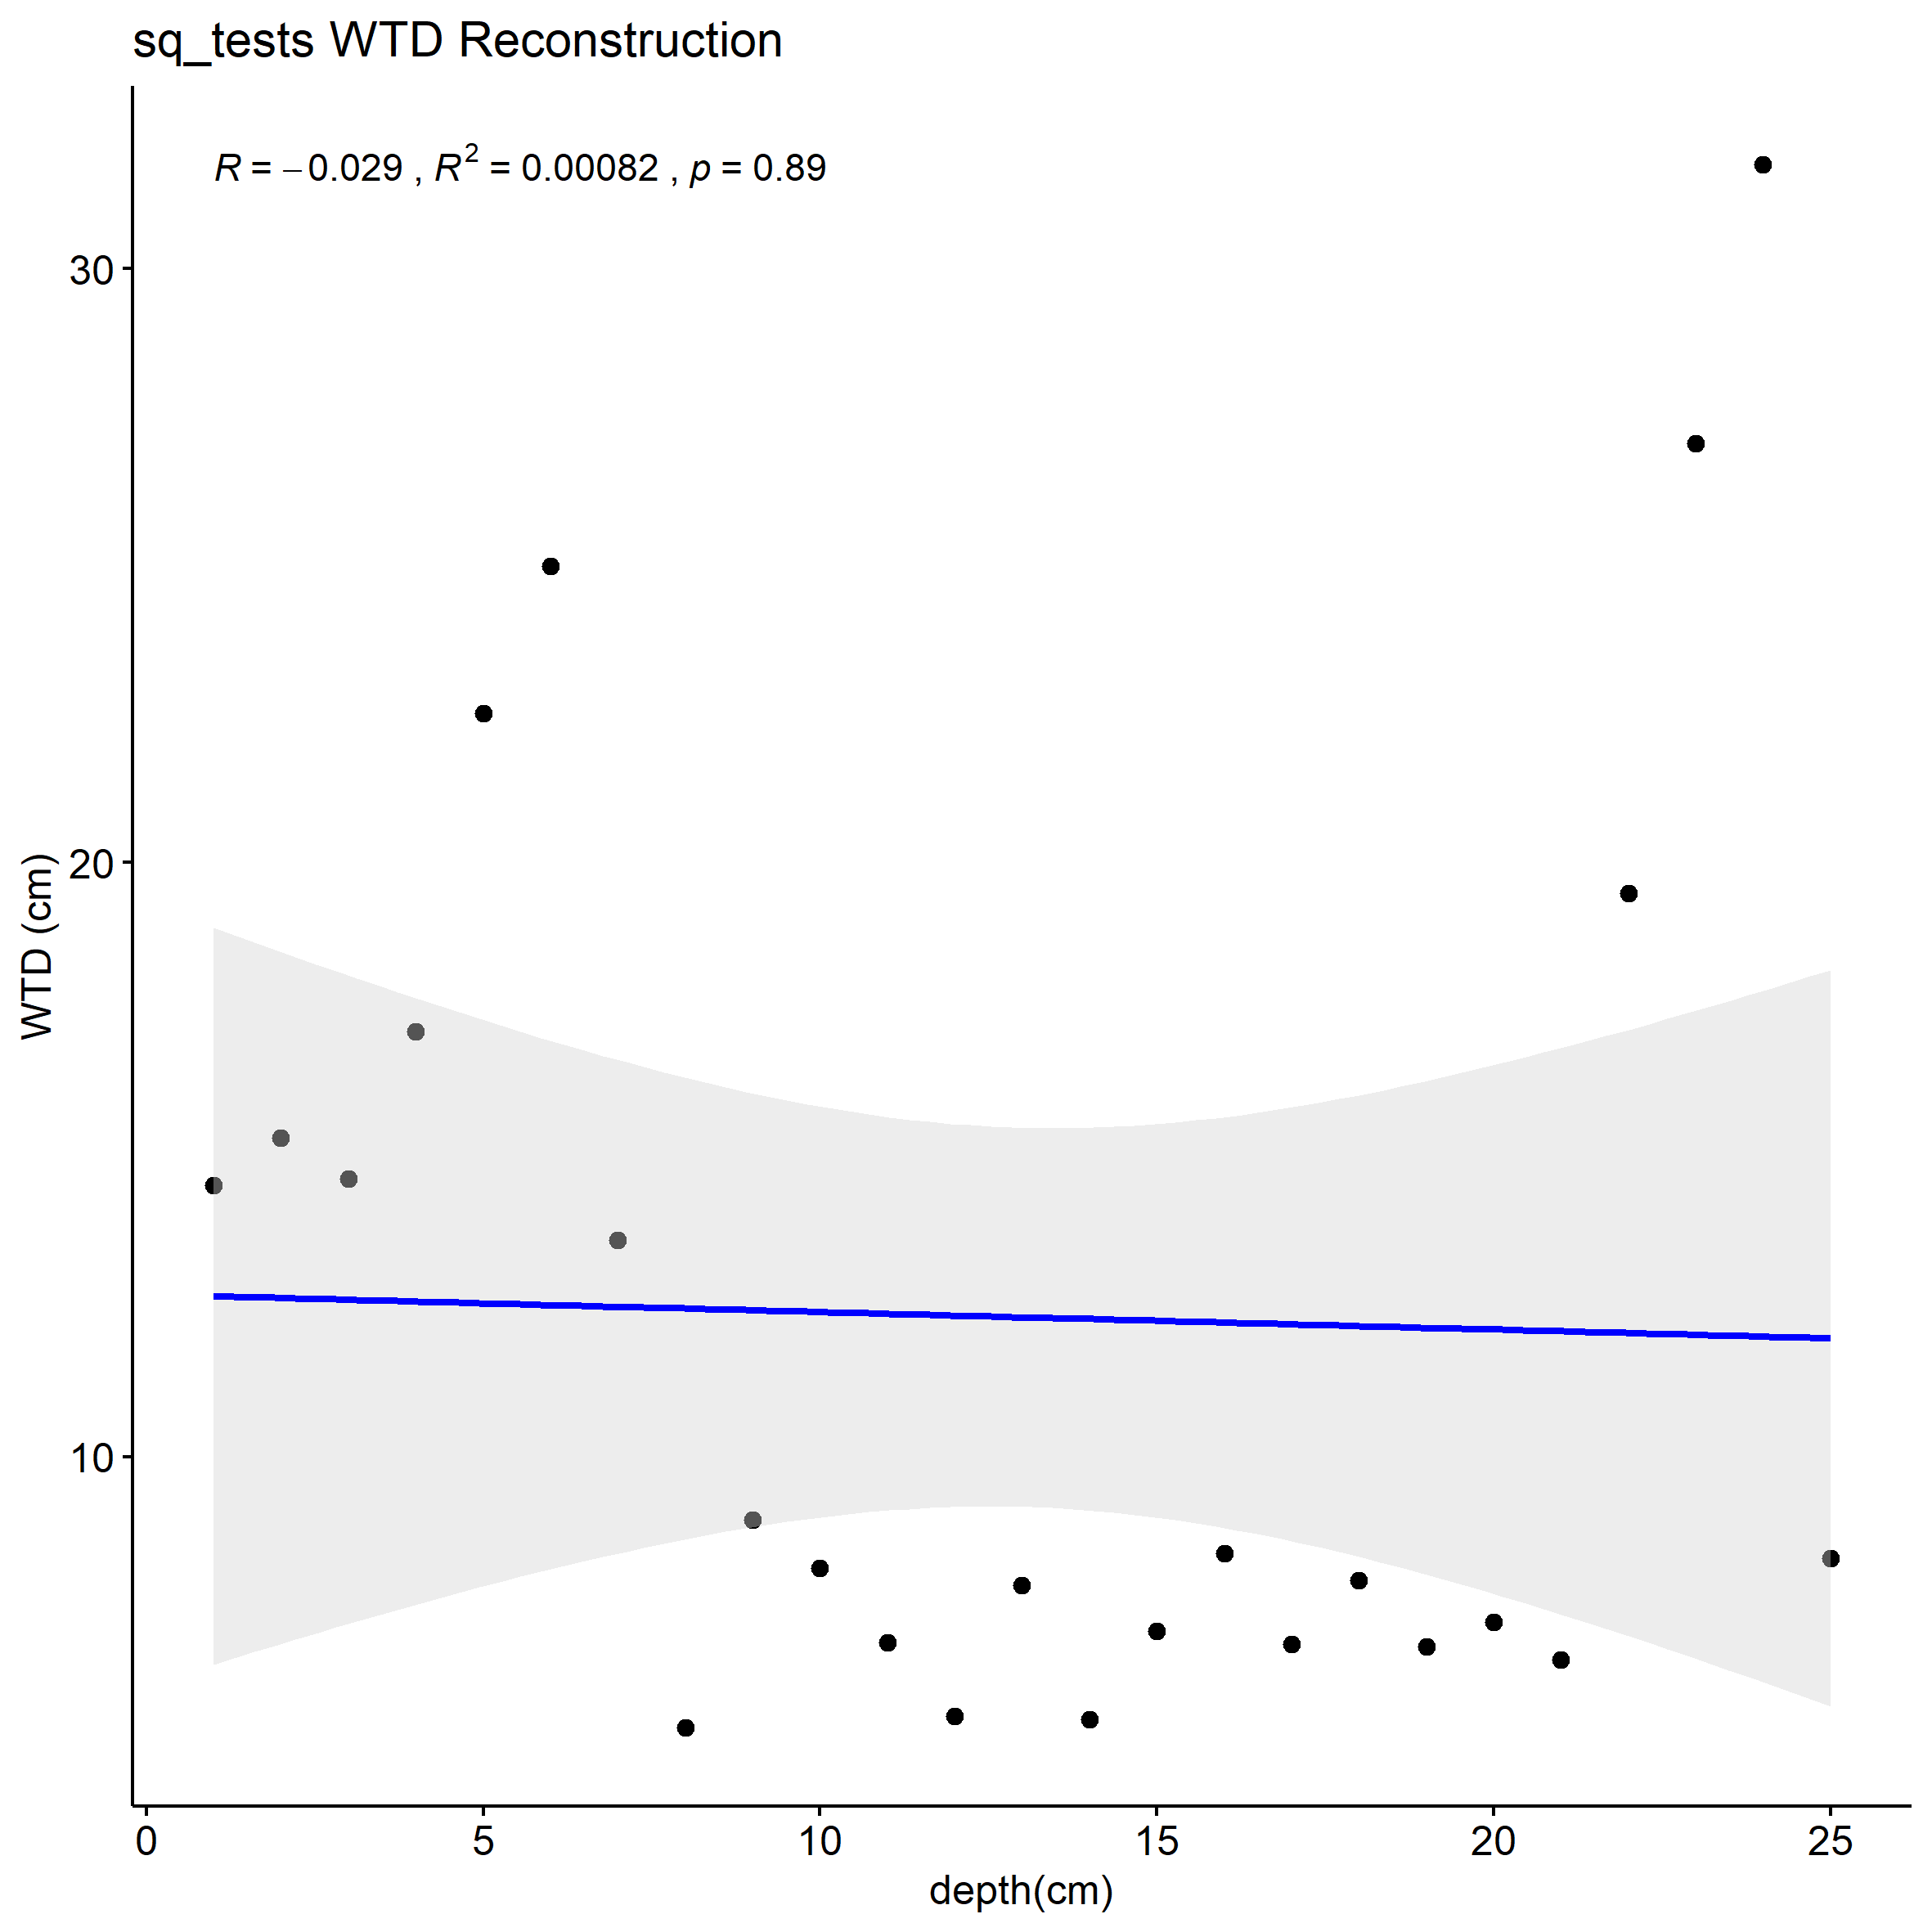 sq_tests WTD Reconstruction
R = −0.029 , R² = 0.00082 , p = 0.89
30
20
10
WTD (cm)
0 5 10 15 20 25
depth(cm)